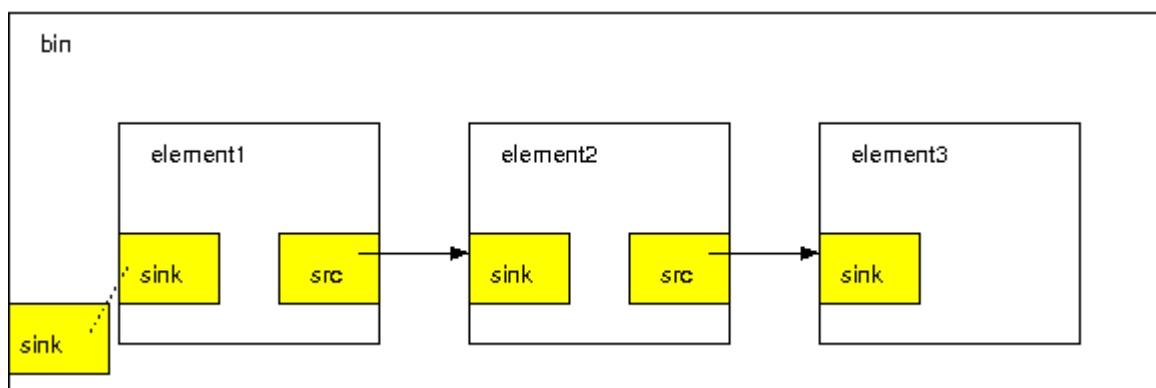 bin
element1
element2
element3
sink
src
sink
src
sink
sink